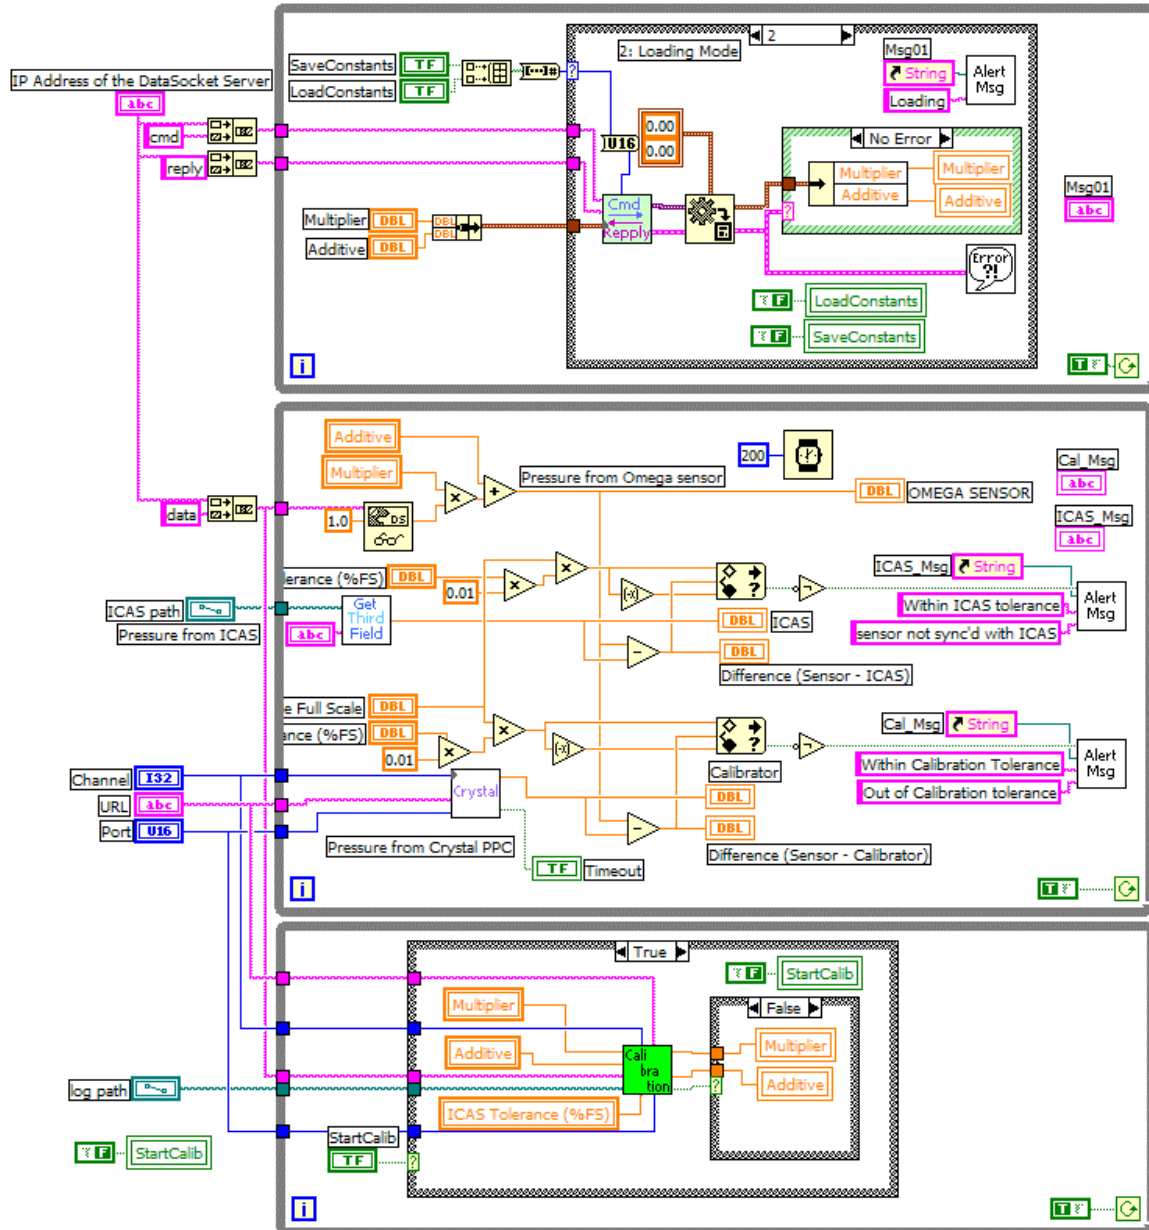 2
SaveConstants
TF
2: Loading Mode
Msg01
String
Alert
Msg
LoadConstants
TF
Loading
IP Address of the DataSocket Server
abc
cmd
U16
0.00
0.00
No Error
reply
Multiplier
Multiplier
Additive
Additive
Msg01
abc
Cmd
Repply
Multiplier
DBL
DBL
Additive
DBL
DBL
Error
?!
F
LoadConstants
F
SaveConstants
i
T
Additive
200
Multiplier
Pressure from Omega sensor
Cal_Msg
abc
DBL
OMEGA SENSOR
data
1.0
DS
ICAS_Msg
abc
lerance (%FS)
DBL
0.01
ICAS_Msg
String
Alert
Msg
Within ICAS tolerance
ICAS path
Get
Third
Field
DBL
ICAS
Pressure from ICAS
abc
sensor not sync'd with ICAS
DBL
Difference (Sensor - ICAS)
e Full Scale
DBL
ance (%FS)
DBL
0.01
Cal_Msg
String
Alert
Msg
Within Calibration Tolerance
Calibrator
Channel
I32
Crystal
DBL
Out of Calibration tolerance
URL
abc
Port
U16
DBL
Pressure from Crystal PPC
Difference (Sensor - Calibrator)
TF
Timeout
i
T
True
F
StartCalib
Multiplier
False
Additive
Cali
bra
tion
Multiplier
Additive
log path
ICAS Tolerance (%FS)
StartCalib
TF
F
StartCalib
i
T